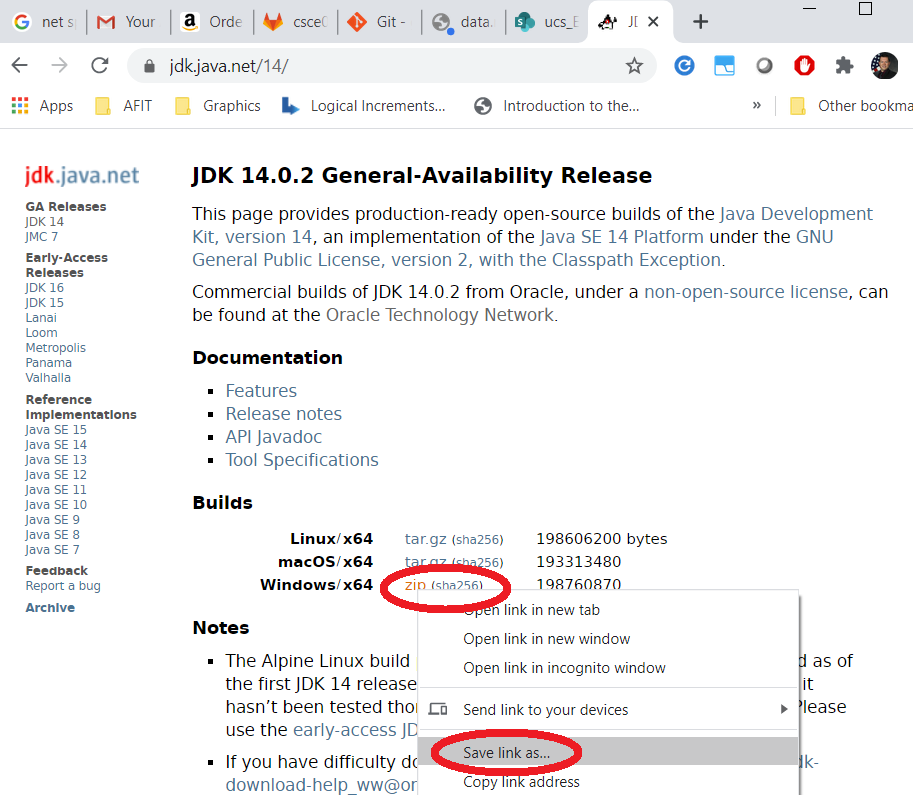 net s
Your
Orde
csce
Git -
data.
ucs_E
JD
jdk.java.net/14/
Apps
AFIT
Graphics
Logical Increments...
Introduction to the...
»
Other bookma
jdk.java.net
GA Releases
JDK 14
JMC 7
Early-Access
Releases
JDK 16
JDK 15
Lanai
Loom
Metropolis
Panama
Valhalla
Reference
Implementations
Java SE 15
Java SE 14
Java SE 13
Java SE 12
Java SE 11
Java SE 10
Java SE 9
Java SE 8
Java SE 7
Feedback
Report a bug
Archive
JDK 14.0.2 General-Availability Release
This page provides production-ready open-source builds of the Java Development
Kit, version 14, an implementation of the Java SE 14 Platform under the GNU
General Public License, version 2, with the Classpath Exception.
Commercial builds of JDK 14.0.2 from Oracle, under a non-open-source license, can
be found at the Oracle Technology Network.
Documentation
Features
Release notes
API Javadoc
Tool Specifications
Builds
Linux/x64 tar.gz (sha256) 198606200 bytes
macOS/x64 tar.gz (sha256) 193313480
Windows/x64 zip (sha256) 198760870
Notes
The Alpine Linux build d as of
the first JDK 14 release it
hasn't been tested tho Please
use the early-access JD
If you have difficulty do dk-
download-help_ww@or
Open link in new tab
Open link in new window
Open link in incognito window
Send link to your devices
Save link as...
Copy link address